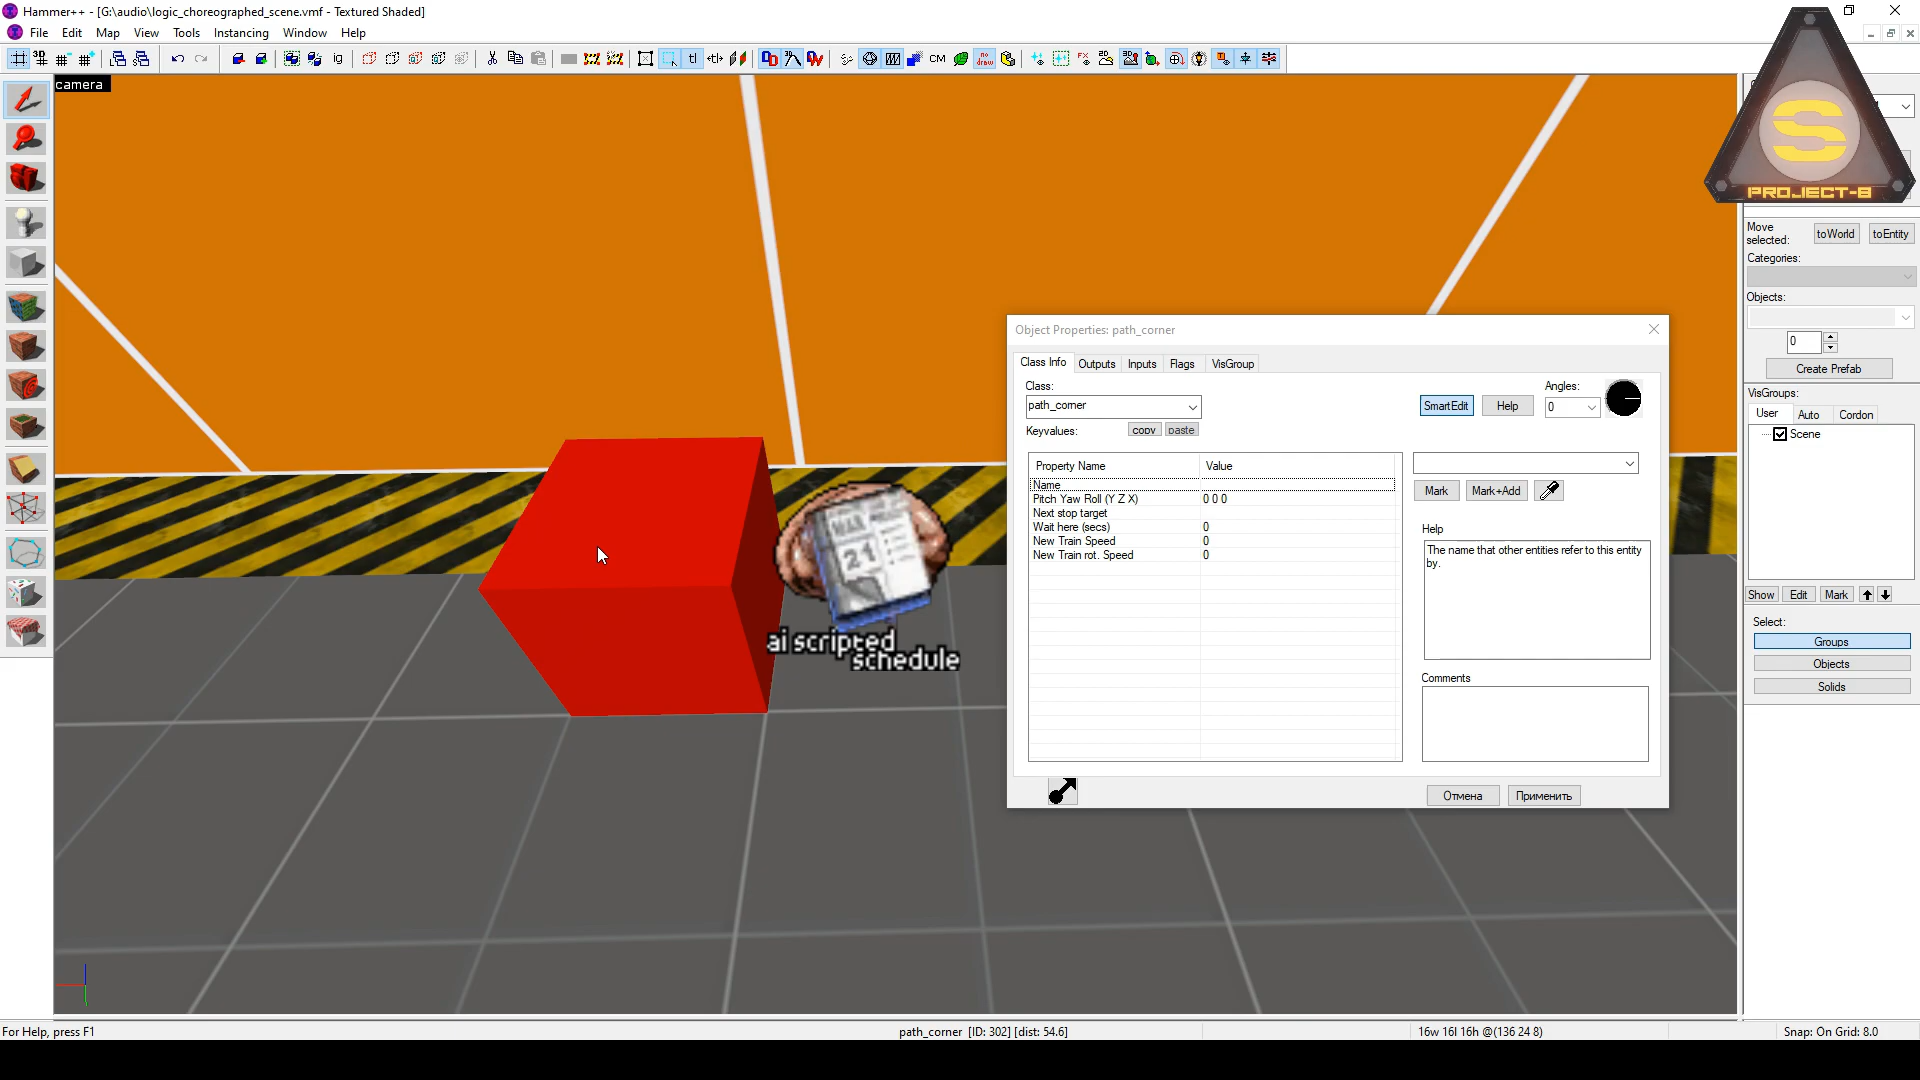 Hammer++ - [G:\audio\logic_choreographed_scene.vmf - Textured Shaded]
File Edit Map View Tools Instancing Window Help
camera
S
PROJECT-8
Move selected:
toWorld
toEntity
Categories:
Objects:
0
Create Prefab
VisGroups:
User Auto Cordon
Scene
Show Edit Mark
Select:
Groups
Objects
Solids
Object Properties: path_corner
Class Info Outputs Inputs Flags VisGroup
Class:
path_corner
SmartEdit
Help
Angles:
0
Keyvalues:
copy paste
Property Name Value
Name
Pitch Yaw Roll (Y Z X) 0 0 0
Next stop target
Wait here (secs) 0
New Train Speed 0
New Train rot. Speed 0
Mark Mark+Add
Help
The name that other entities refer to this entity
by.
Comments
Отмена Применить
21
ai scripted
schedule
For Help, press F1
path_corner [ID: 302] [dist: 54.6]
16w 16l 16h @(136 24 8)
Snap: On Grid: 8.0